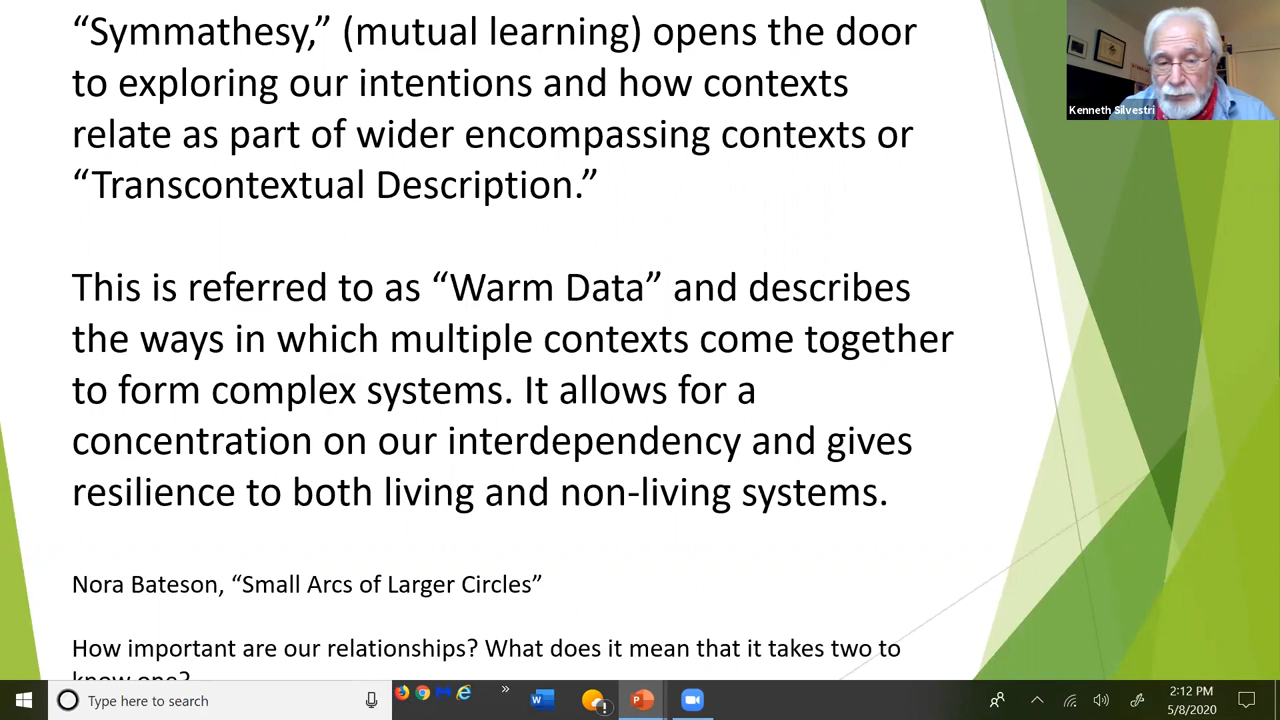 “Symmathesy,” (mutual learning) opens the door
to exploring our intentions and how contexts
relate as part of wider encompassing contexts or
“Transcontextual Description.”
This is referred to as “Warm Data” and describes
the ways in which multiple contexts come together
to form complex systems. It allows for a
concentration on our interdependency and gives
resilience to both living and non-living systems.
Nora Bateson, “Small Arcs of Larger Circles”
How important are our relationships? What does it mean that it takes two to
know one?
Kenneth Silvestri
Type here to search
2:12 PM
5/8/2020